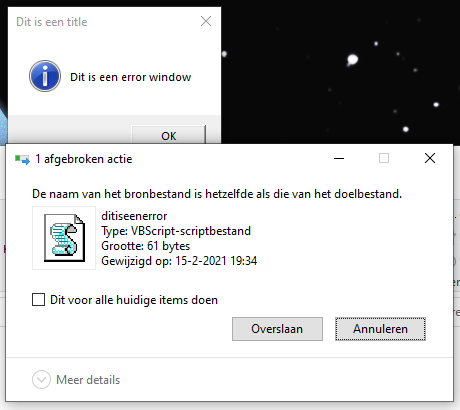 Dit is een title
Dit is een error window
OK
1 afgebroken actie
De naam van het bronbestand is hetzelfde als die van het doelbestand.
ditiseenerror
Type: VBScript-scriptbestand
Grootte: 61 bytes
Gewijzigd op: 15-2-2021 19:34
Dit voor alle huidige items doen
Overslaan
Annuleren
Meer details